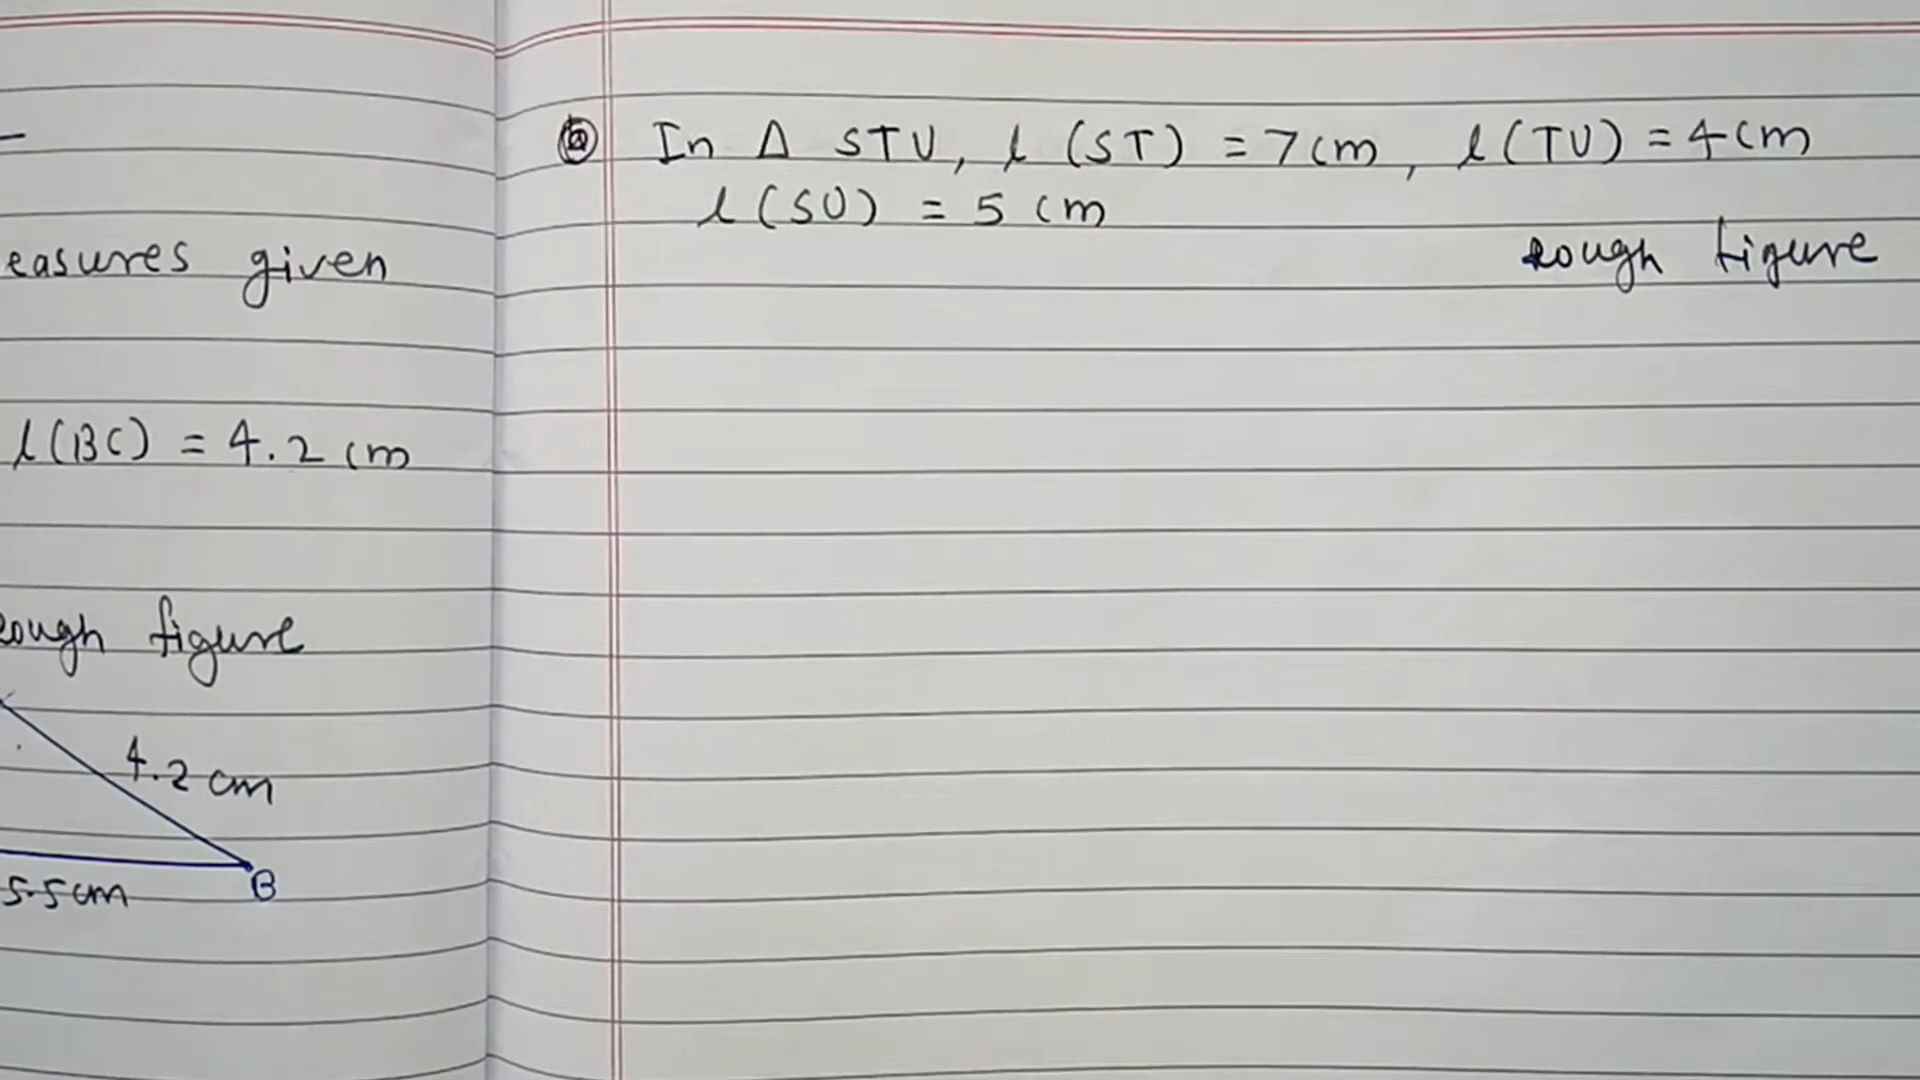 easures given
l(BC) = 4.2 cm
rough figure
4.2 cm
5.5cm
B
In Δ STU, l (ST) = 7cm, l(TU) = 4cm
l(SU) = 5 cm
rough figure